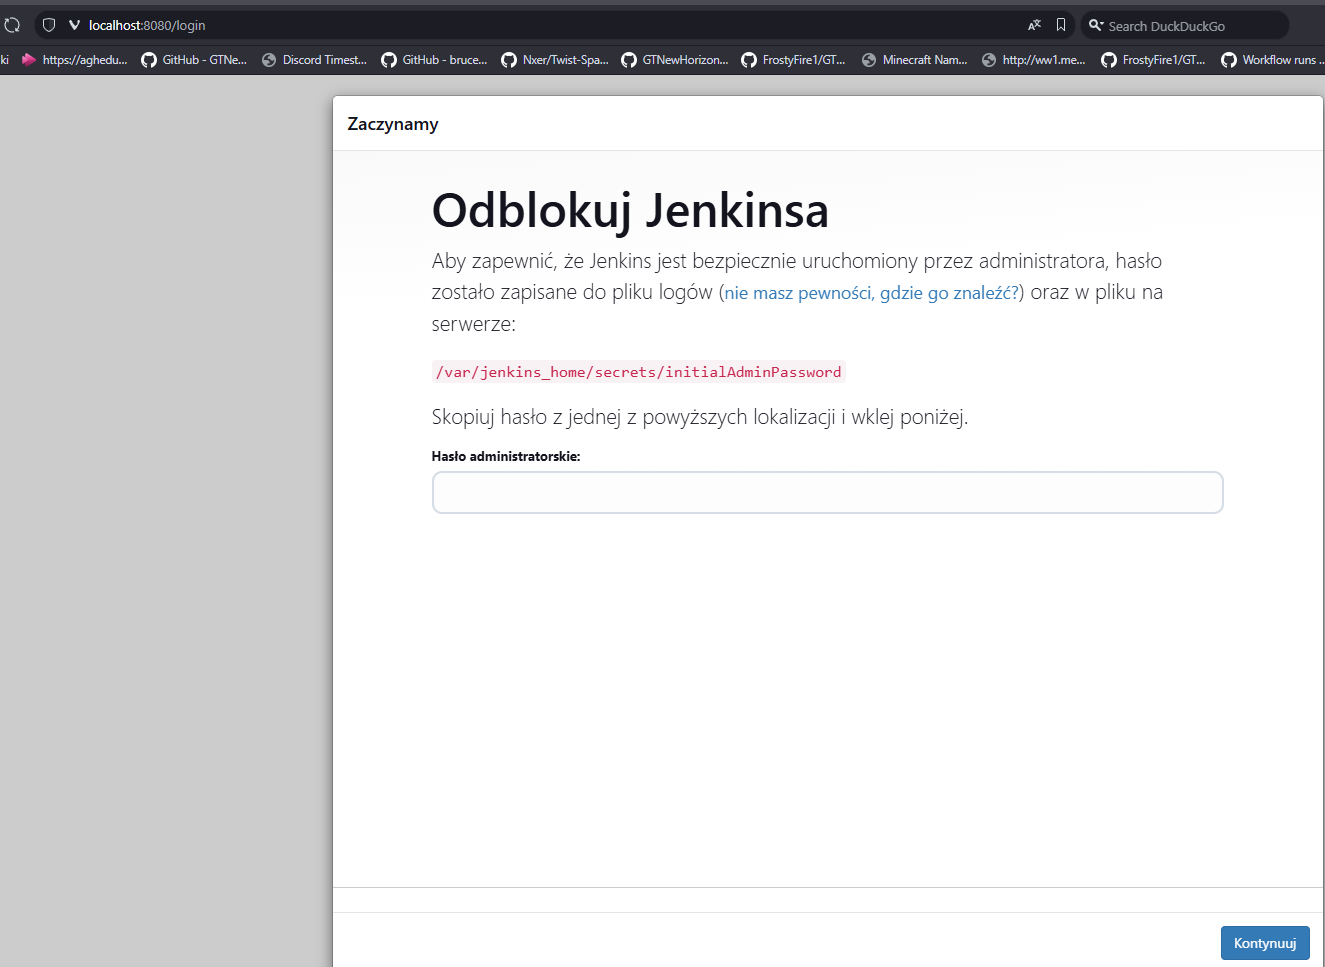 localhost:8080/login
Search DuckDuckGo
ki
https://aghedu...
GitHub - GTNe...
Discord Timest...
GitHub - bruce...
Nxer/Twist-Spa...
GTNewHorizon...
FrostyFire1/GT...
Minecraft Nam...
http://ww1.me...
FrostyFire1/GT...
Workflow runs ...
Zaczynamy
Odblokuj Jenkinsa
Aby zapewnić, że Jenkins jest bezpiecznie uruchomiony przez administratora, hasło
zostało zapisane do pliku logów (nie masz pewności, gdzie go znaleźć?) oraz w pliku na
serwerze:
/var/jenkins_home/secrets/initialAdminPassword
Skopiuj hasło z jednej z powyższych lokalizacji i wklej poniżej.
Hasło administratorskie:
Kontynuuj